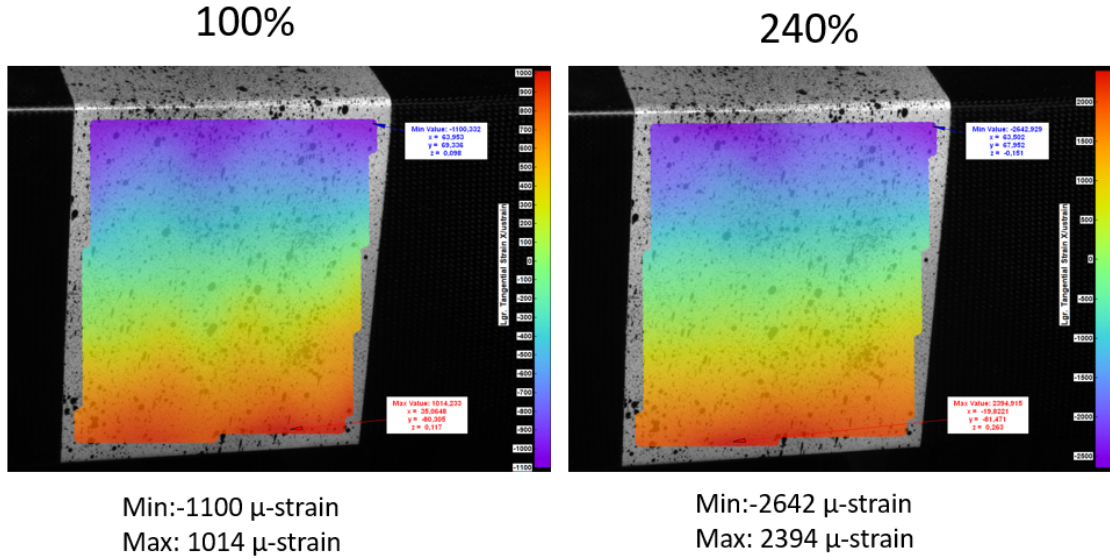 100%
240%
1000
900
800
700
600
500
400
300
200
100
0
-100
-200
-300
-400
-500
-600
-700
-800
-900
-1000
-1100
Lgr. Tangential Strain X/ustrain
Min Value: -1100,332
x = 63,953
y = 69,336
z = 0,098
Max Value: 1014,233
x = 35,0648
y = -80,305
z = 0,117
2000
1500
1000
500
0
-500
-1000
-1500
-2000
-2500
Lgr. Tangential Strain X/ustrain
Min Value: -2642,929
x = 63,502
y = 67,952
z = -0,151
Max Value: 2394,915
x = -19,8221
y = -81,471
z = 0,263
Min:-1100 μ-strain
Max: 1014 μ-strain
Min:-2642 μ-strain
Max: 2394 μ-strain